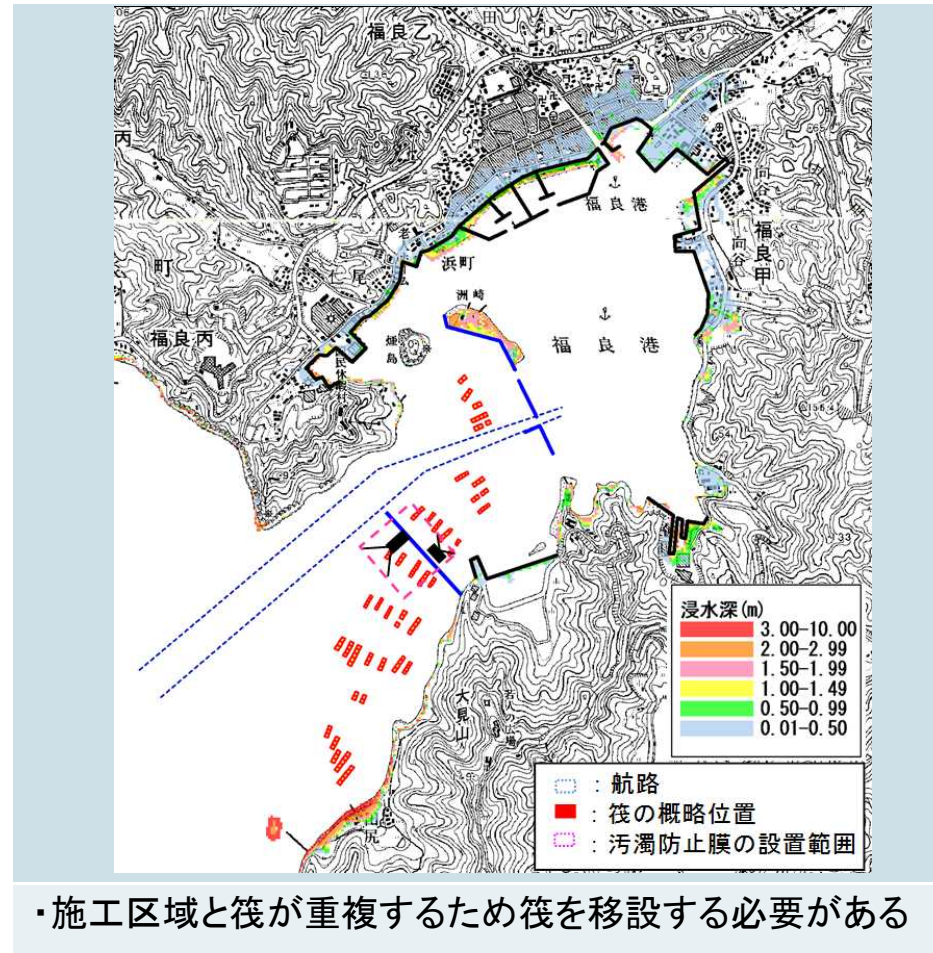 福良乙
田
丙
福良港
向谷
福良甲
向谷
老
浜町
仁尾
町
洲崎
煙島
福良港
福良丙
33
大見山
浸水深(m)
3.00-10.00
2.00-2.99
1.50-1.99
1.00-1.49
0.50-0.99
0.01-0.50
:航路
:筏の概略位置
:汚濁防止膜の設置範囲
・施工区域と筏が重複するため筏を移設する必要がある